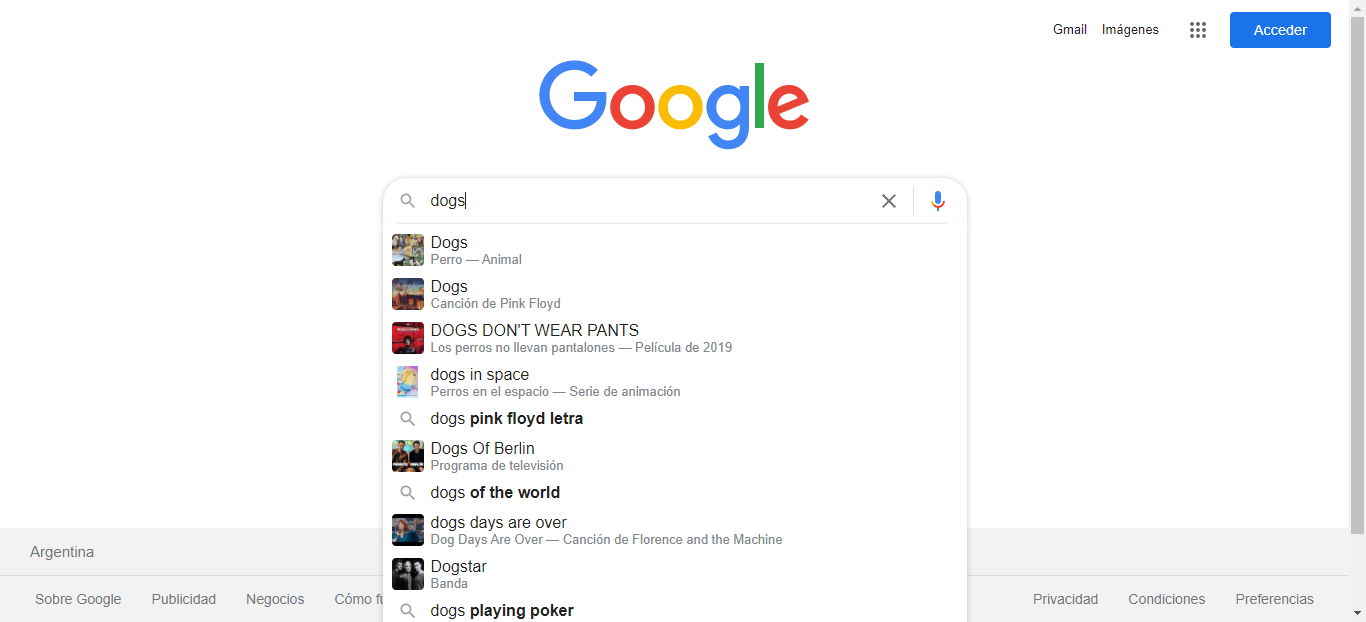 Gmail Imágenes Acceder
Google
dogs
Dogs
Perro — Animal
Dogs
Canción de Pink Floyd
DOGS DON'T WEAR PANTS
Los perros no llevan pantalones — Película de 2019
dogs in space
Perros en el espacio — Serie de animación
dogs pink floyd letra
Dogs Of Berlin
Programa de televisión
dogs of the world
dogs days are over
Dog Days Are Over — Canción de Florence and the Machine
Dogstar
Banda
dogs playing poker
Argentina
Sobre Google Publicidad Negocios Cómo fu Privacidad Condiciones Preferencias